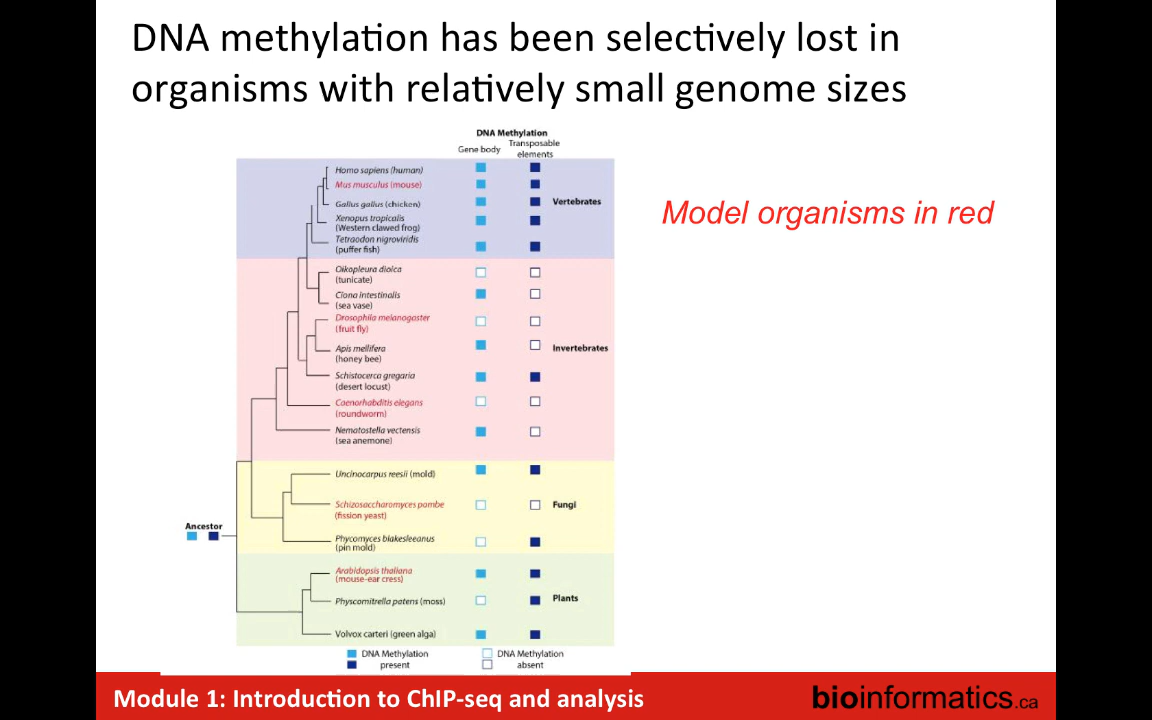 DNA methylation has been selectively lost in
organisms with relatively small genome sizes
DNA Methylation
Gene body
Transposable
elements
Homo sapiens (human)
Mus musculus (mouse)
Gallus gallus (chicken)
Xenopus tropicalis
(Western clawed frog)
Tetraodon nigroviridis
(puffer fish)
Vertebrates
Model organisms in red
Oikopleura dioica
(tunicate)
Ciona intestinalis
(sea vase)
Drosophila melanogaster
(fruit fly)
Apis mellifera
(honey bee)
Invertebrates
Schistocerca gregaria
(desert locust)
Caenorhabditis elegans
(roundworm)
Nematostella vectensis
(sea anemone)
Uncinocarpus reesii (mold)
Schizosaccharomyces pombe
(fission yeast)
Fungi
Phycomyces blakesleeanus
(pin mold)
Ancestor
Arabidopsis thaliana
(mouse-ear cress)
Physcomitrella patens (moss)
Plants
Volvox carteri (green alga)
DNA Methylation
present
DNA Methylation
absent
Module 1: Introduction to ChIP-seq and analysis
bioinformatics.ca